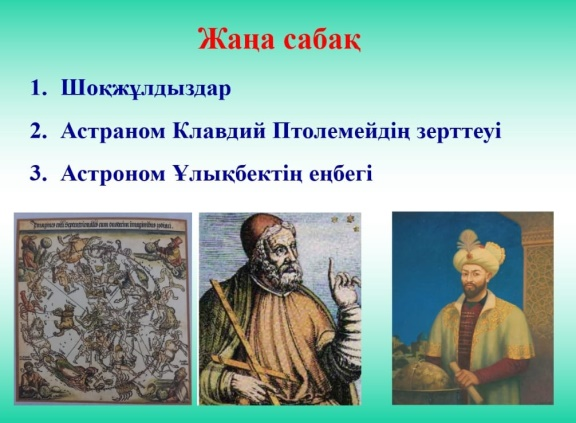 Жаңа сабақ
1. Шоқжұлдыздар
2. Астраном Клавдий Птолемейдің зерттеуі
3. Астроном Ұлықбектің еңбегі